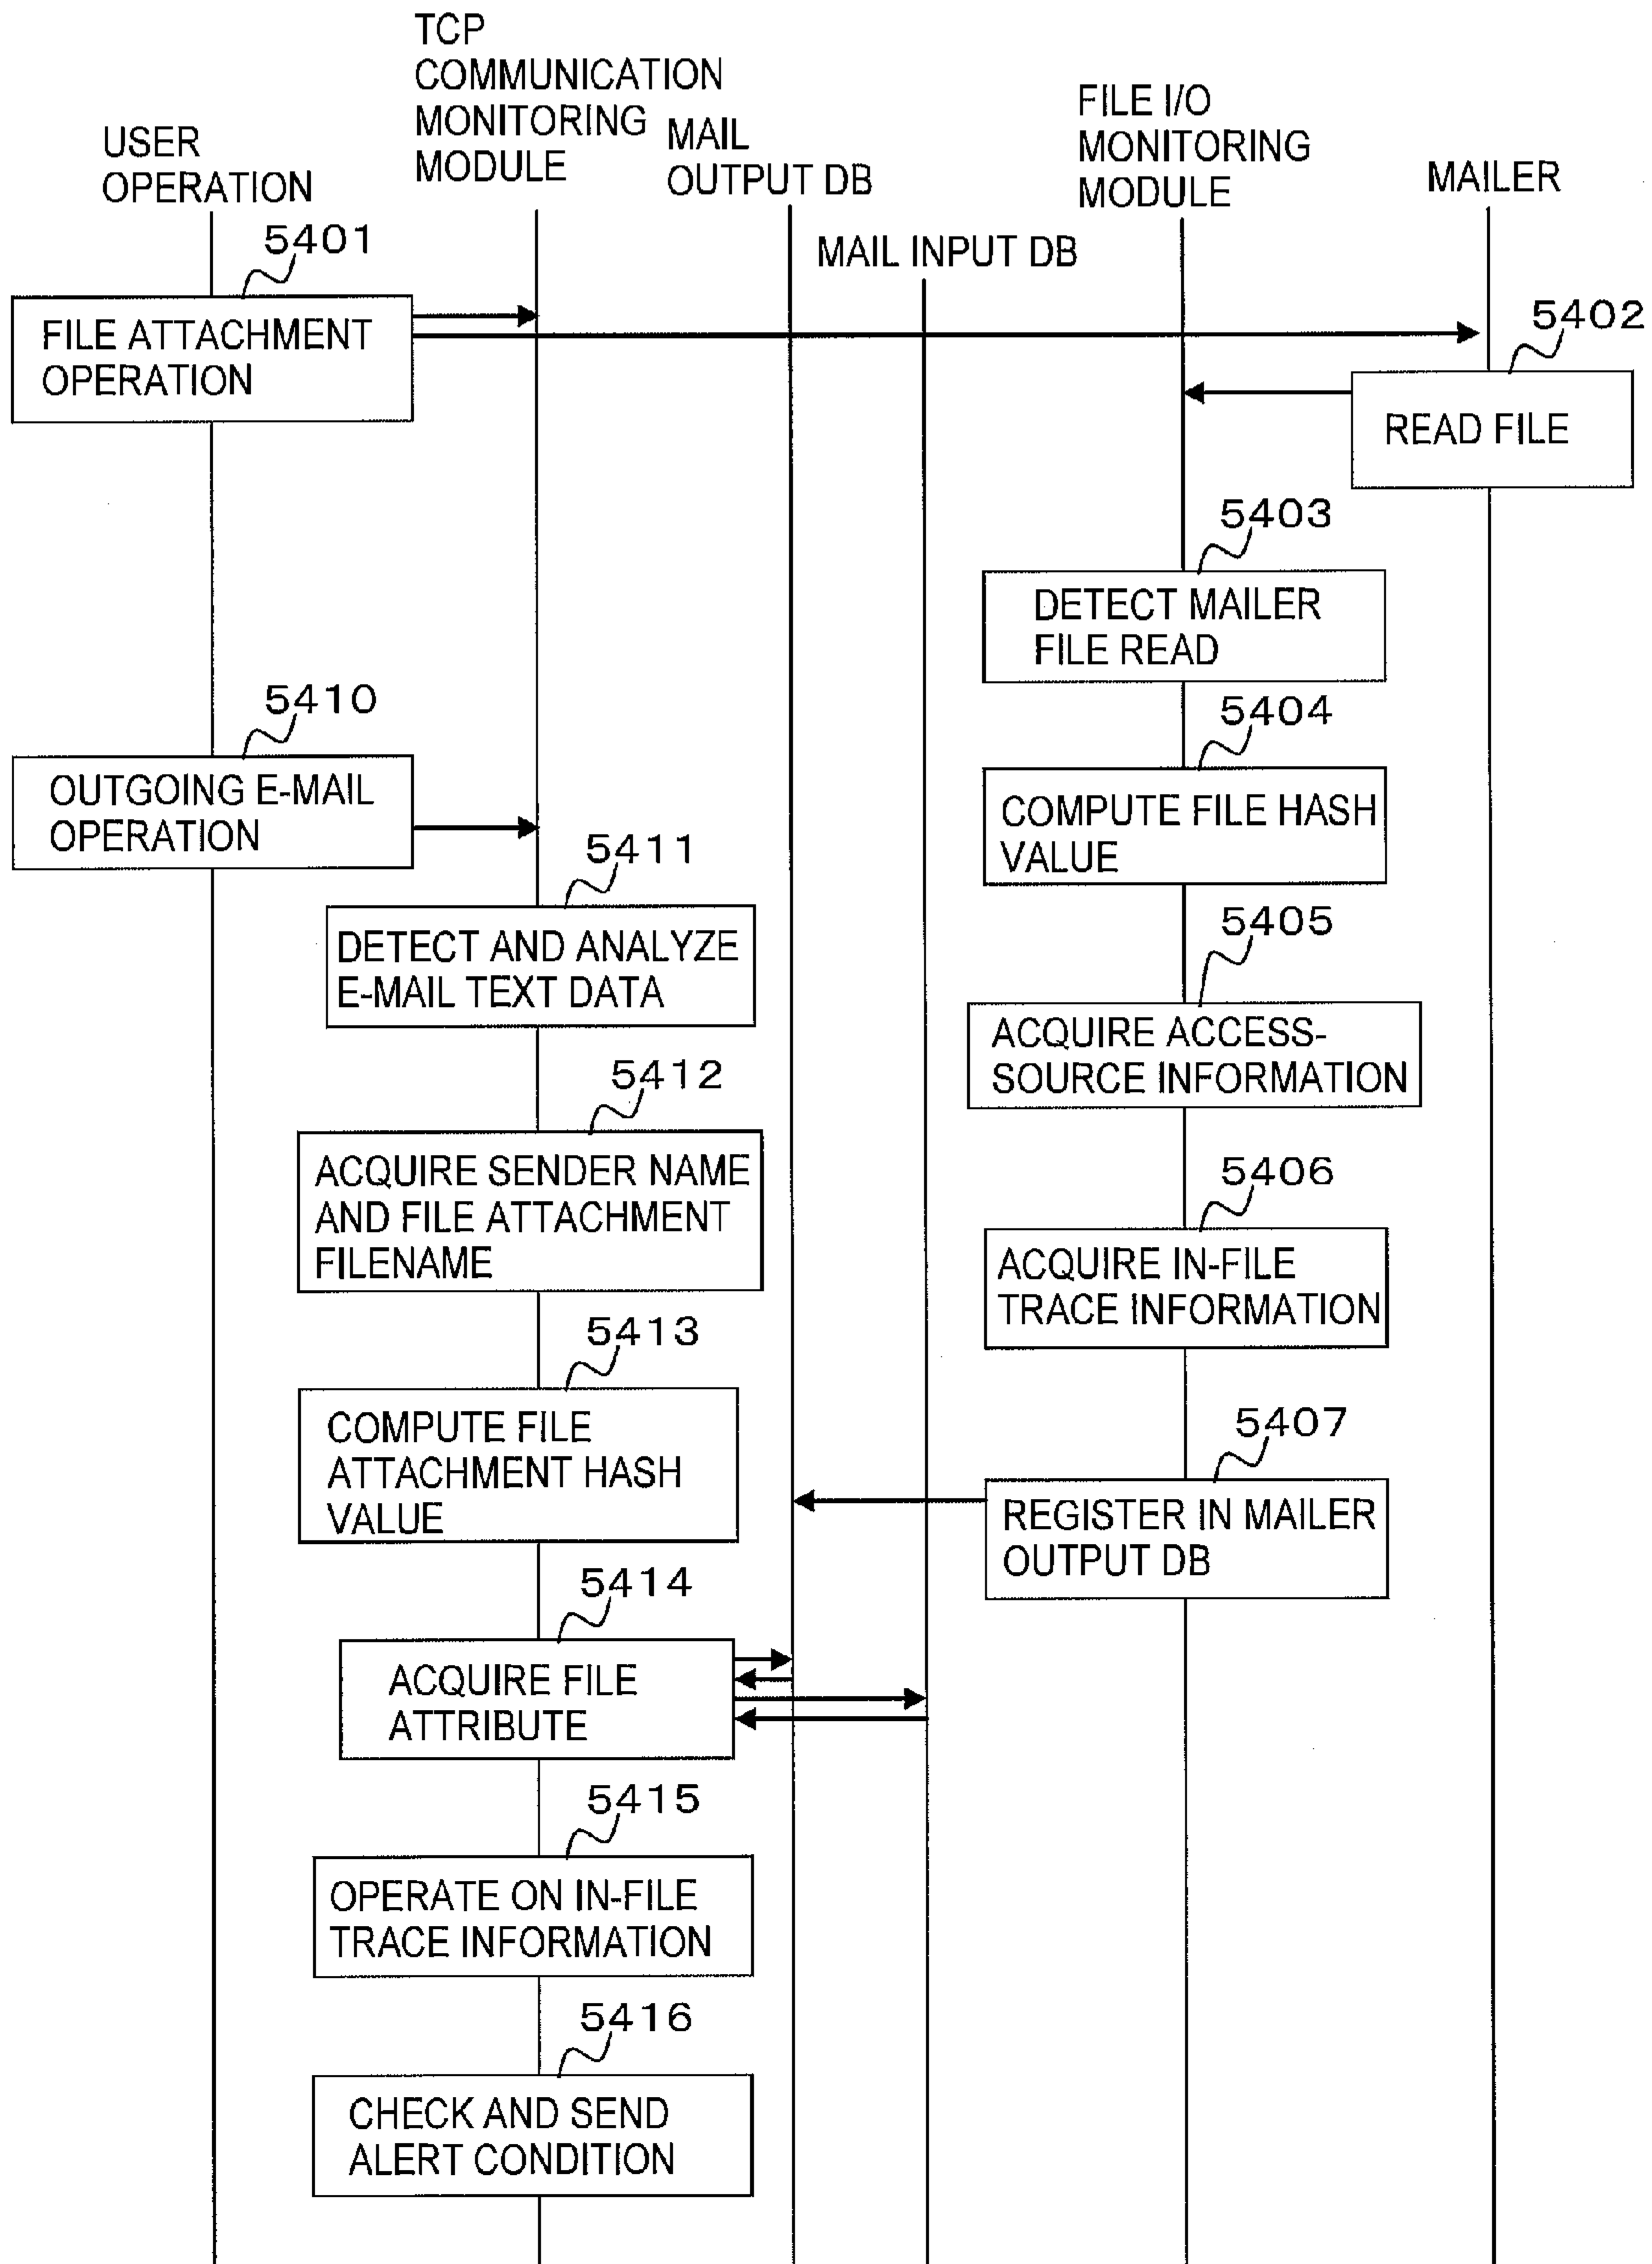 TCP
COMMUNICATION
MONITORING
MODULE
USER
OPERATION
MAIL
OUTPUT DB
MAIL INPUT DB
FILE I/O
MONITORING
MODULE
MAILER
5401
FILE ATTACHMENT
OPERATION
5402
READ FILE
5403
DETECT MAILER
FILE READ
5404
COMPUTE FILE HASH
VALUE
5410
OUTGOING E-MAIL
OPERATION
5411
DETECT AND ANALYZE
E-MAIL TEXT DATA
5405
ACQUIRE ACCESS-
SOURCE INFORMATION
5412
ACQUIRE SENDER NAME
AND FILE ATTACHMENT
FILENAME
5406
ACQUIRE IN-FILE
TRACE INFORMATION
5413
COMPUTE FILE
ATTACHMENT HASH
VALUE
5407
REGISTER IN MAILER
OUTPUT DB
5414
ACQUIRE FILE
ATTRIBUTE
5415
OPERATE ON IN-FILE
TRACE INFORMATION
5416
CHECK AND SEND
ALERT CONDITION